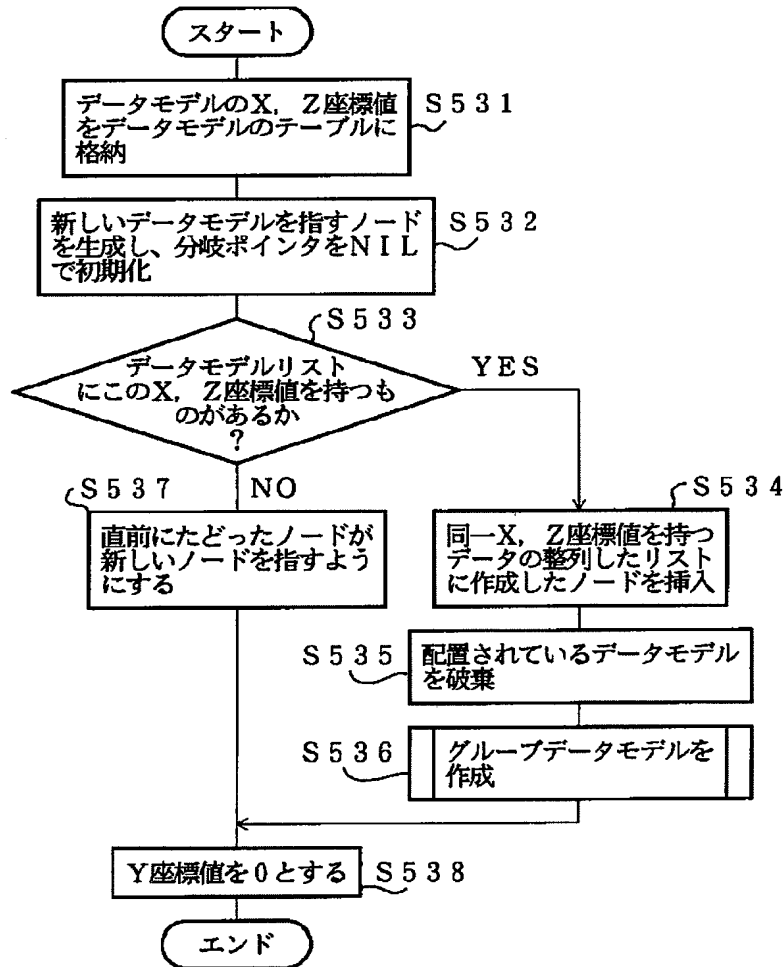 スタート
データモデルのX, Z座標値
をデータモデルのテーブルに
格納
S531
新しいデータモデルを指すノード
を生成し、分岐ポインタをNIL
で初期化
S532
S533
データモデルリスト
にこのX, Z座標値を持つも
のがあるか
?
YES
NO
S537
直前にたどったノードが
新しいノードを指すよう
にする
S534
同一X, Z座標値を持つ
データの整列したリスト
に作成したノードを挿入
S535
配置されているデータモデル
を破棄
S536
グループデータモデルを
作成
Y座標値を0とする
S538
エンド